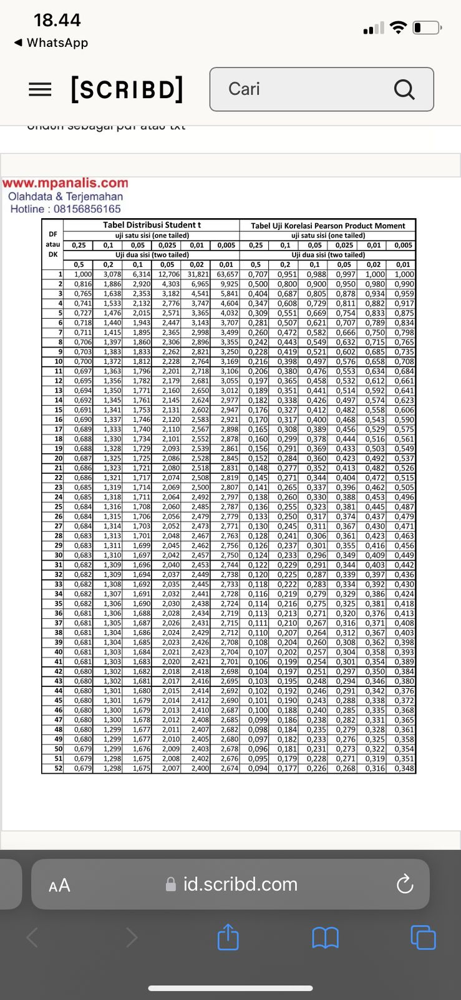 18.44
WhatsApp
[SCRIBD]
Cari
Unduh sebagai pdf atau txt
www.mpanalis.com
Olahdata & Terjemahan
Hotline : 08156856165
DF atau DK
Tabel Distribusi Student t Tabel Uji Korelasi Pearson Product Moment
uji satu sisi (one tailed) uji satu sisi (one tailed)
0,25 0,1 0,05 0,025 0,01 0,005 0,25 0,1 0,05 0,025 0,01 0,005
Uji dua sisi (two tailed) Uji dua sisi (two tailed)
0,5 0,2 0,1 0,05 0,02 0,01 0,5 0,2 0,1 0,05 0,02 0,01
1 1,000 3,078 6,314 12,706 31,821 63,657 0,707 0,951 0,988 0,997 1,000 1,000
2 0,816 1,886 2,920 4,303 6,965 9,925 0,500 0,800 0,900 0,950 0,980 0,990
3 0,765 1,638 2,353 3,182 4,541 5,841 0,404 0,687 0,805 0,878 0,934 0,959
4 0,741 1,533 2,132 2,776 3,747 4,604 0,347 0,608 0,729 0,811 0,882 0,917
5 0,727 1,476 2,015 2,571 3,365 4,032 0,309 0,551 0,669 0,754 0,833 0,875
6 0,718 1,440 1,943 2,447 3,143 3,707 0,281 0,507 0,621 0,707 0,789 0,834
7 0,711 1,415 1,895 2,365 2,998 3,499 0,260 0,472 0,582 0,666 0,750 0,798
8 0,706 1,397 1,860 2,306 2,896 3,355 0,242 0,443 0,549 0,632 0,715 0,765
9 0,703 1,383 1,833 2,262 2,821 3,250 0,228 0,419 0,521 0,602 0,685 0,735
10 0,700 1,372 1,812 2,228 2,764 3,169 0,216 0,398 0,497 0,576 0,658 0,708
11 0,697 1,363 1,796 2,201 2,718 3,106 0,206 0,380 0,476 0,553 0,634 0,684
12 0,695 1,356 1,782 2,179 2,681 3,055 0,197 0,365 0,458 0,532 0,612 0,661
13 0,694 1,350 1,771 2,160 2,650 3,012 0,189 0,351 0,441 0,514 0,592 0,641
14 0,692 1,345 1,761 2,145 2,624 2,977 0,182 0,338 0,426 0,497 0,574 0,623
15 0,691 1,341 1,753 2,131 2,602 2,947 0,176 0,327 0,412 0,482 0,558 0,606
16 0,690 1,337 1,746 2,120 2,583 2,921 0,170 0,317 0,400 0,468 0,543 0,590
17 0,689 1,333 1,740 2,110 2,567 2,898 0,165 0,308 0,389 0,456 0,529 0,575
18 0,688 1,330 1,734 2,101 2,552 2,878 0,160 0,299 0,378 0,444 0,516 0,561
19 0,688 1,328 1,729 2,093 2,539 2,861 0,156 0,291 0,369 0,433 0,503 0,549
20 0,687 1,325 1,725 2,086 2,528 2,845 0,152 0,284 0,360 0,423 0,492 0,537
21 0,686 1,323 1,721 2,080 2,518 2,831 0,148 0,277 0,352 0,413 0,482 0,526
22 0,686 1,321 1,717 2,074 2,508 2,819 0,145 0,271 0,344 0,404 0,472 0,515
23 0,685 1,319 1,714 2,069 2,500 2,807 0,141 0,265 0,337 0,396 0,462 0,505
24 0,685 1,318 1,711 2,064 2,492 2,797 0,138 0,260 0,330 0,388 0,453 0,496
25 0,684 1,316 1,708 2,060 2,485 2,787 0,136 0,255 0,323 0,381 0,445 0,487
26 0,684 1,315 1,706 2,056 2,479 2,779 0,133 0,250 0,317 0,374 0,437 0,479
27 0,684 1,314 1,703 2,052 2,473 2,771 0,130 0,245 0,311 0,367 0,430 0,471
28 0,683 1,313 1,701 2,048 2,467 2,763 0,128 0,241 0,306 0,361 0,423 0,463
29 0,683 1,311 1,699 2,045 2,462 2,756 0,126 0,237 0,301 0,355 0,416 0,456
30 0,683 1,310 1,697 2,042 2,457 2,750 0,124 0,233 0,296 0,349 0,409 0,449
31 0,682 1,309 1,696 2,040 2,453 2,744 0,122 0,229 0,291 0,344 0,403 0,442
32 0,682 1,309 1,694 2,037 2,449 2,738 0,120 0,225 0,287 0,339 0,397 0,436
33 0,682 1,308 1,692 2,035 2,445 2,733 0,118 0,222 0,283 0,334 0,392 0,430
34 0,682 1,307 1,691 2,032 2,441 2,728 0,116 0,219 0,279 0,329 0,386 0,424
35 0,682 1,306 1,690 2,030 2,438 2,724 0,114 0,216 0,275 0,325 0,381 0,418
36 0,681 1,306 1,688 2,028 2,434 2,719 0,113 0,213 0,271 0,320 0,376 0,413
37 0,681 1,305 1,687 2,026 2,431 2,715 0,111 0,210 0,267 0,316 0,371 0,408
38 0,681 1,304 1,686 2,024 2,429 2,712 0,110 0,207 0,264 0,312 0,367 0,403
39 0,681 1,304 1,685 2,023 2,426 2,708 0,108 0,204 0,260 0,308 0,362 0,398
40 0,681 1,303 1,684 2,021 2,423 2,704 0,107 0,202 0,257 0,304 0,358 0,393
41 0,681 1,303 1,683 2,020 2,421 2,701 0,106 0,199 0,254 0,301 0,354 0,389
42 0,680 1,302 1,682 2,018 2,418 2,698 0,104 0,197 0,251 0,297 0,350 0,384
43 0,680 1,302 1,681 2,017 2,416 2,695 0,103 0,195 0,248 0,294 0,346 0,380
44 0,680 1,301 1,680 2,015 2,414 2,692 0,102 0,192 0,246 0,291 0,342 0,376
45 0,680 1,301 1,679 2,014 2,412 2,690 0,101 0,190 0,243 0,288 0,338 0,372
46 0,680 1,300 1,679 2,013 2,410 2,687 0,100 0,188 0,240 0,285 0,335 0,368
47 0,680 1,300 1,678 2,012 2,408 2,685 0,099 0,186 0,238 0,282 0,331 0,365
48 0,680 1,299 1,677 2,011 2,407 2,682 0,098 0,184 0,235 0,279 0,328 0,361
49 0,680 1,299 1,677 2,010 2,405 2,680 0,097 0,182 0,233 0,276 0,325 0,358
50 0,679 1,299 1,676 2,009 2,403 2,678 0,096 0,181 0,231 0,273 0,322 0,354
51 0,679 1,298 1,675 2,008 2,402 2,676 0,095 0,179 0,228 0,271 0,319 0,351
52 0,679 1,298 1,675 2,007 2,400 2,674 0,094 0,177 0,226 0,268 0,316 0,348
AA
id.scribd.com